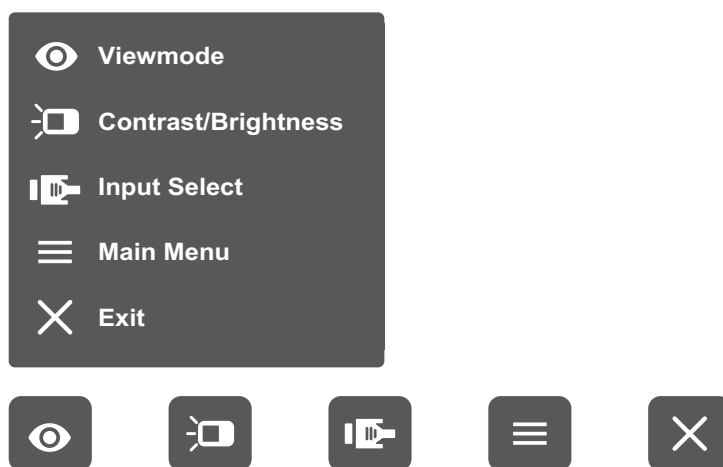 Viewmode
Contrast/Brightness
Input Select
Main Menu
Exit